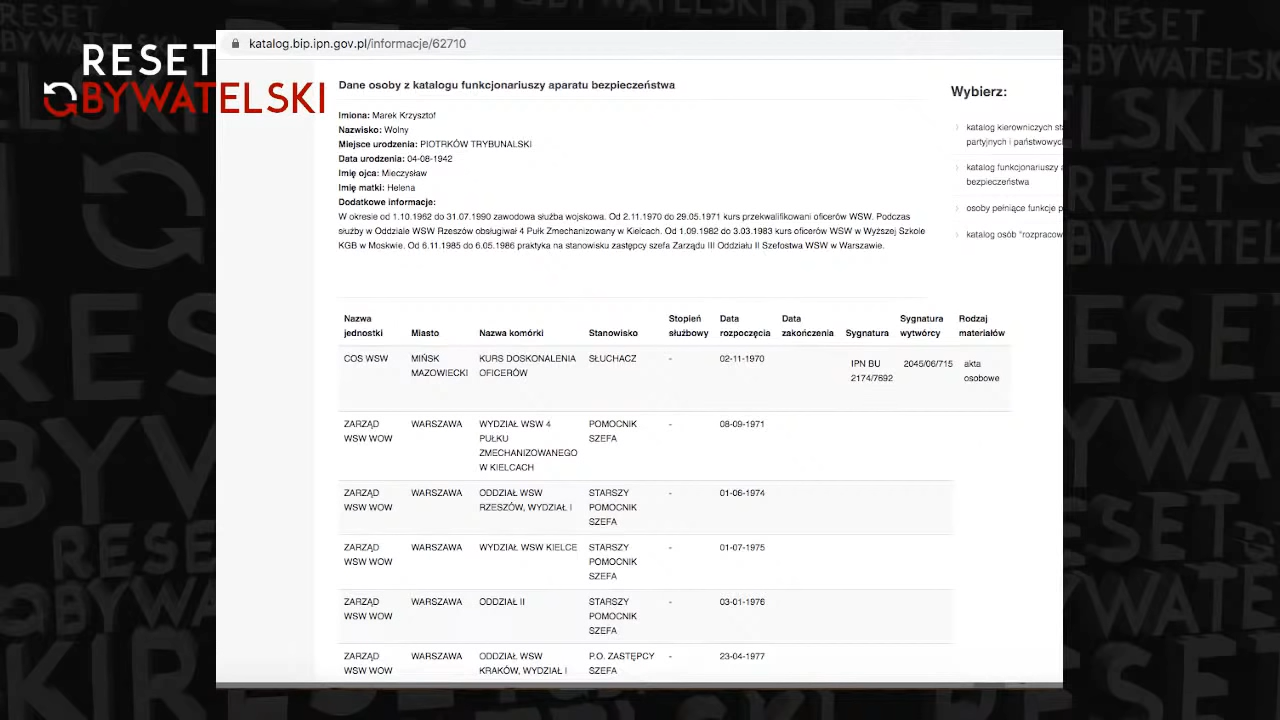 RESET
OBYWATELSKI
katalog.bip.ipn.gov.pl/informacje/62710
Dane osoby z katalogu funkcjonariuszy aparatu bezpieczeństwa
Imiona: Marek Krzysztof
Nazwisko: Wolny
Miejsce urodzenia: PIOTRKÓW TRYBUNALSKI
Data urodzenia: 04-08-1942
Imię ojca: Mieczysław
Imię matki: Helena
Dodatkowe informacje:
W okresie od 1.10.1962 do 31.07.1990 zawodowa służba wojskowa. Od 2.11.1970 do 29.05.1971 kurs przekwalifikowani oficerów WSW. Podczas
służby w Oddziale WSW Rzeszów obsługiwał 4 Pułk Zmechanizowany w Kielcach. Od 1.09.1982 do 3.03.1983 kurs oficerów WSW w Wyższej Szkole
KGB w Moskwie. Od 6.11.1985 do 6.05.1986 praktyka na stanowisku zastępcy szefa Zarządu III Oddziału II Szefostwa WSW w Warszawie.
Wybierz:
katalog kierowniczych st
partyjnych i państwowyc
katalog funkcjonariuszy a
bezpieczeństwa
osoby pełniące funkcje p
katalog osób "rozpracow
Nazwa jednostki Miasto Nazwa komórki Stanowisko Stopień służbowy Data rozpoczęcia Data zakończenia Sygnatura Sygnatura wytwórcy Rodzaj materiałów
COS WSW MIŃSK MAZOWIECKI KURS DOSKONALENIA OFICERÓW SŁUCHACZ - 02-11-1970 IPN BU 2174/7692 2045/06/715 akta osobowe
ZARZĄD WSW WOW WARSZAWA WYDZIAŁ WSW 4 PUŁKU ZMECHANIZOWANEGO W KIELCACH POMOCNIK SZEFA - 08-09-1971
ZARZĄD WSW WOW WARSZAWA ODDZIAŁ WSW RZESZÓW, WYDZIAŁ I STARSZY POMOCNIK SZEFA - 01-06-1974
ZARZĄD WSW WOW WARSZAWA WYDZIAŁ WSW KIELCE STARSZY POMOCNIK SZEFA - 01-07-1975
ZARZĄD WSW WOW WARSZAWA ODDZIAŁ II STARSZY POMOCNIK SZEFA - 03-01-1976
ZARZĄD WSW WOW WARSZAWA ODDZIAŁ WSW KRAKÓW, WYDZIAŁ I P.O. ZASTĘPCY SZEFA - 23-04-1977